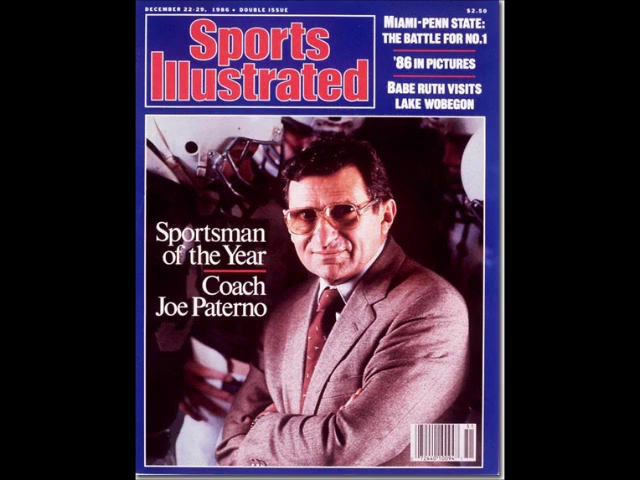 DECEMBER 22-29, 1986 • DOUBLE ISSUE
$2.50
Sports
Illustrated
MIAMI-PENN STATE:
THE BATTLE FOR NO.1
'86 IN PICTURES
BABE RUTH VISITS
LAKE WOBEGON
Sportsman
of the Year
Coach
Joe Paterno